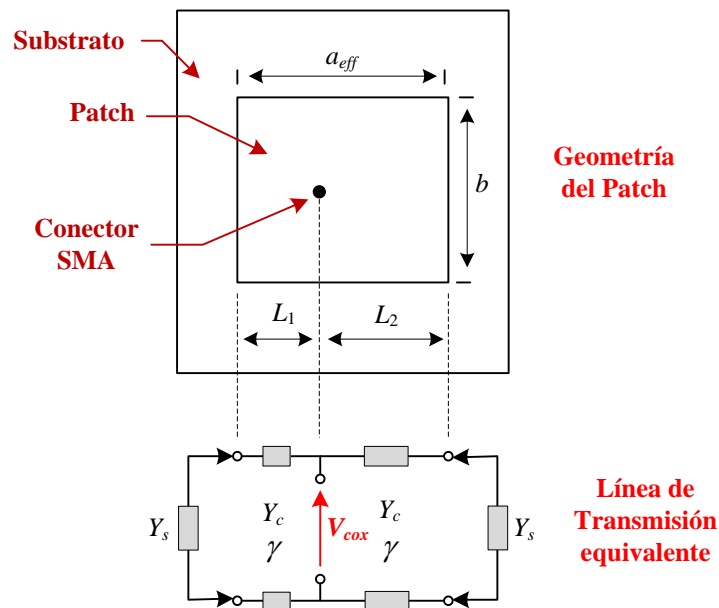 Substrato
a_eff
Patch
Geometría
del Patch
b
Conector
SMA
L₁
L₂
Línea de
Transmisión
equivalente
Y_s
Y_c
γ
V_cox
Y_c
γ
Y_s